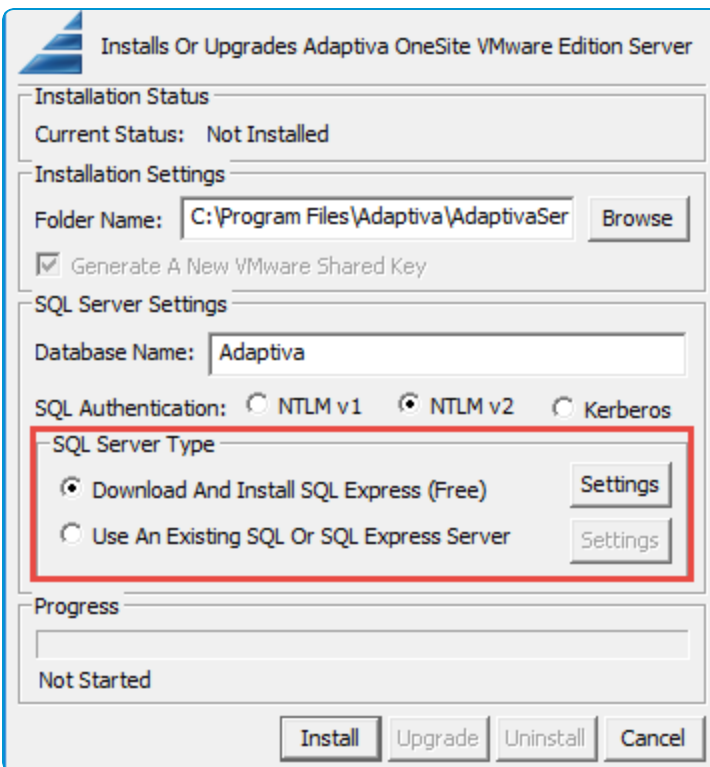 Installs Or Upgrades Adaptiva OneSite VMware Edition Server
Installation Status
Current Status: Not Installed
Installation Settings
Folder Name: C:\Program Files\Adaptiva\AdaptivaSer Browse
Generate A New VMware Shared Key
SQL Server Settings
Database Name: Adaptiva
SQL Authentication: NTLM v1 NTLM v2 Kerberos
SQL Server Type
Download And Install SQL Express (Free) Settings
Use An Existing SQL Or SQL Express Server Settings
Progress
Not Started
Install Upgrade Uninstall Cancel